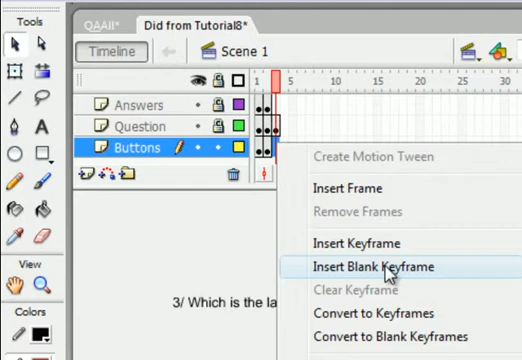 Tools
QAAll*
Did from Tutorial8*
Timeline
Scene 1
1 5 10 15 20 25 30
Answers
Question
Buttons
Create Motion Tween
Insert Frame
Remove Frames
Insert Keyframe
Insert Blank Keyframe
Clear Keyframe
Convert to Keyframes
Convert to Blank Keyframes
View
Colors
A
3/ Which is the la